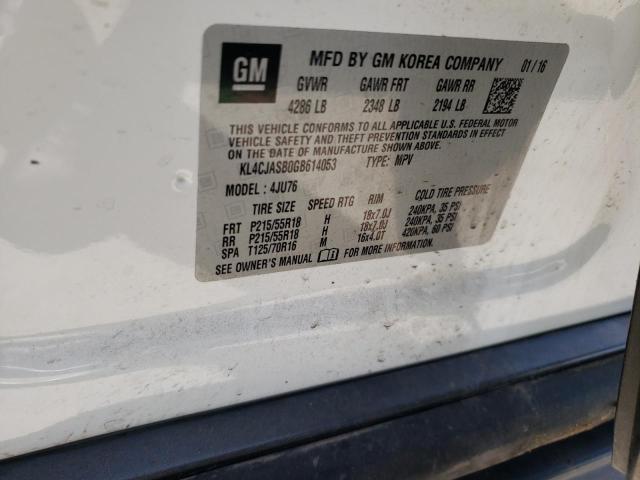 GM
MFD BY GM KOREA COMPANY 01/16
GVWR GAWR FRT GAWR RR
4286 LB 2348 LB 2194 LB
THIS VEHICLE CONFORMS TO ALL APPLICABLE U.S. FEDERAL MOTOR
VEHICLE SAFETY AND THEFT PREVENTION STANDARDS IN EFFECT
ON THE DATE OF MANUFACTURE SHOWN ABOVE.
KL4CJASB0GB614053 TYPE: MPV
MODEL: 4JU76
TIRE SIZE SPEED RTG RIM COLD TIRE PRESSURE
FRT P215/55R18 H 18x7.0J 240KPA, 35 PSI
RR P215/55R18 H 18x7.0J 240KPA, 35 PSI
SPA T125/70R16 M 16x4.0T 420KPA, 60 PSI
SEE OWNER'S MANUAL FOR MORE INFORMATION.